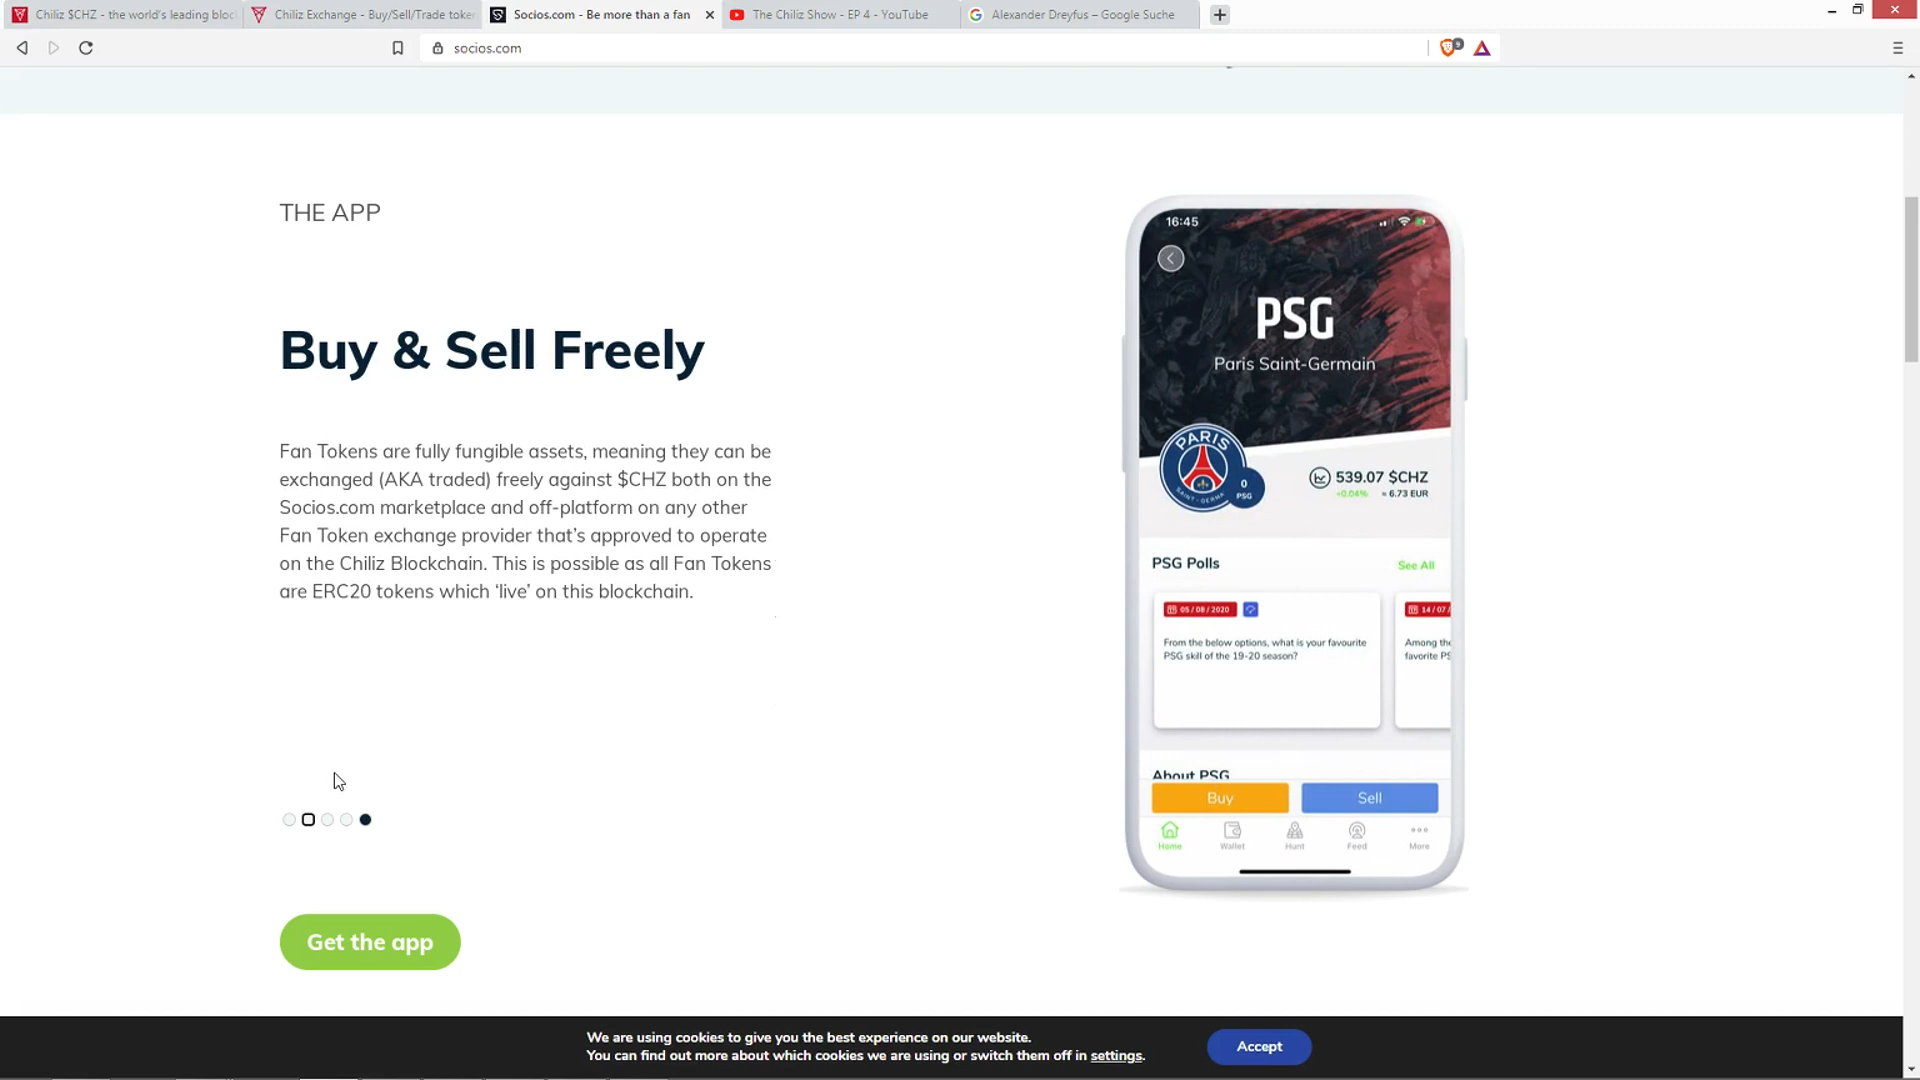 Chiliz $CHZ - the world's leading bloc
Chiliz Exchange - Buy/Sell/Trade toke
Socios.com - Be more than a fan
The Chiliz Show - EP 4 - YouTube
Alexander Dreyfus – Google Suche
socios.com
9
THE APP
Buy & Sell Freely
Fan Tokens are fully fungible assets, meaning they can be
exchanged (AKA traded) freely against $CHZ both on the
Socios.com marketplace and off-platform on any other
Fan Token exchange provider that’s approved to operate
on the Chiliz Blockchain. This is possible as all Fan Tokens
are ERC20 tokens which ‘live’ on this blockchain.
Get the app
16:45
PSG
Paris Saint-Germain
PARIS
SAINT-GERMAIN
0
PSG
539.07 $CHZ
+0.04% ≈ 6.73 EUR
PSG Polls
See All
05 / 08 / 2020
From the below options, what is your favourite
PSG skill of the 19-20 season?
14 / 07 /
Among the
favorite PS
About PSG
Buy
Sell
Home
Wallet
Hunt
Feed
More
We are using cookies to give you the best experience on our website.
You can find out more about which cookies we are using or switch them off in settings.
Accept